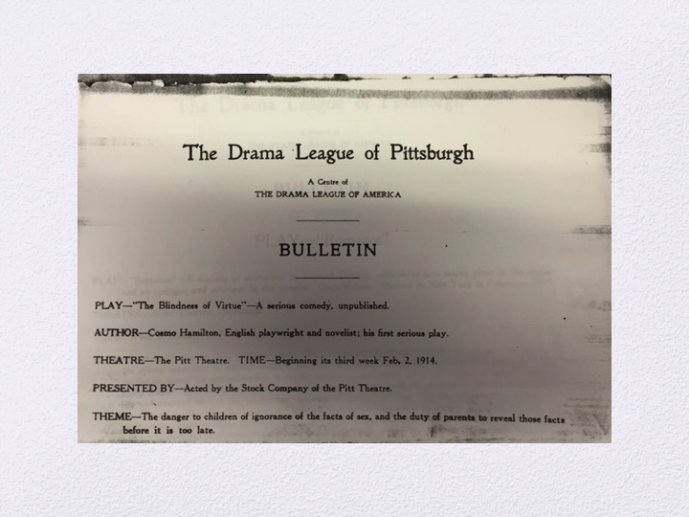 The Drama League of Pittsburgh
A Centre of
THE DRAMA LEAGUE OF AMERICA
BULLETIN
PLAY—"The Blindness of Virtue"—A serious comedy, unpublished.
AUTHOR—Cosmo Hamilton, English playwright and novelist; his first serious play.
THEATRE—The Pitt Theatre. TIME—Beginning its third week Feb, 2, 1914.
PRESENTED BY—Acted by the Stock Company of the Pitt Theatre.
THEME—The danger to children of ignorance of the facts of sex, and the duty of parents to reveal those facts
before it is too late.